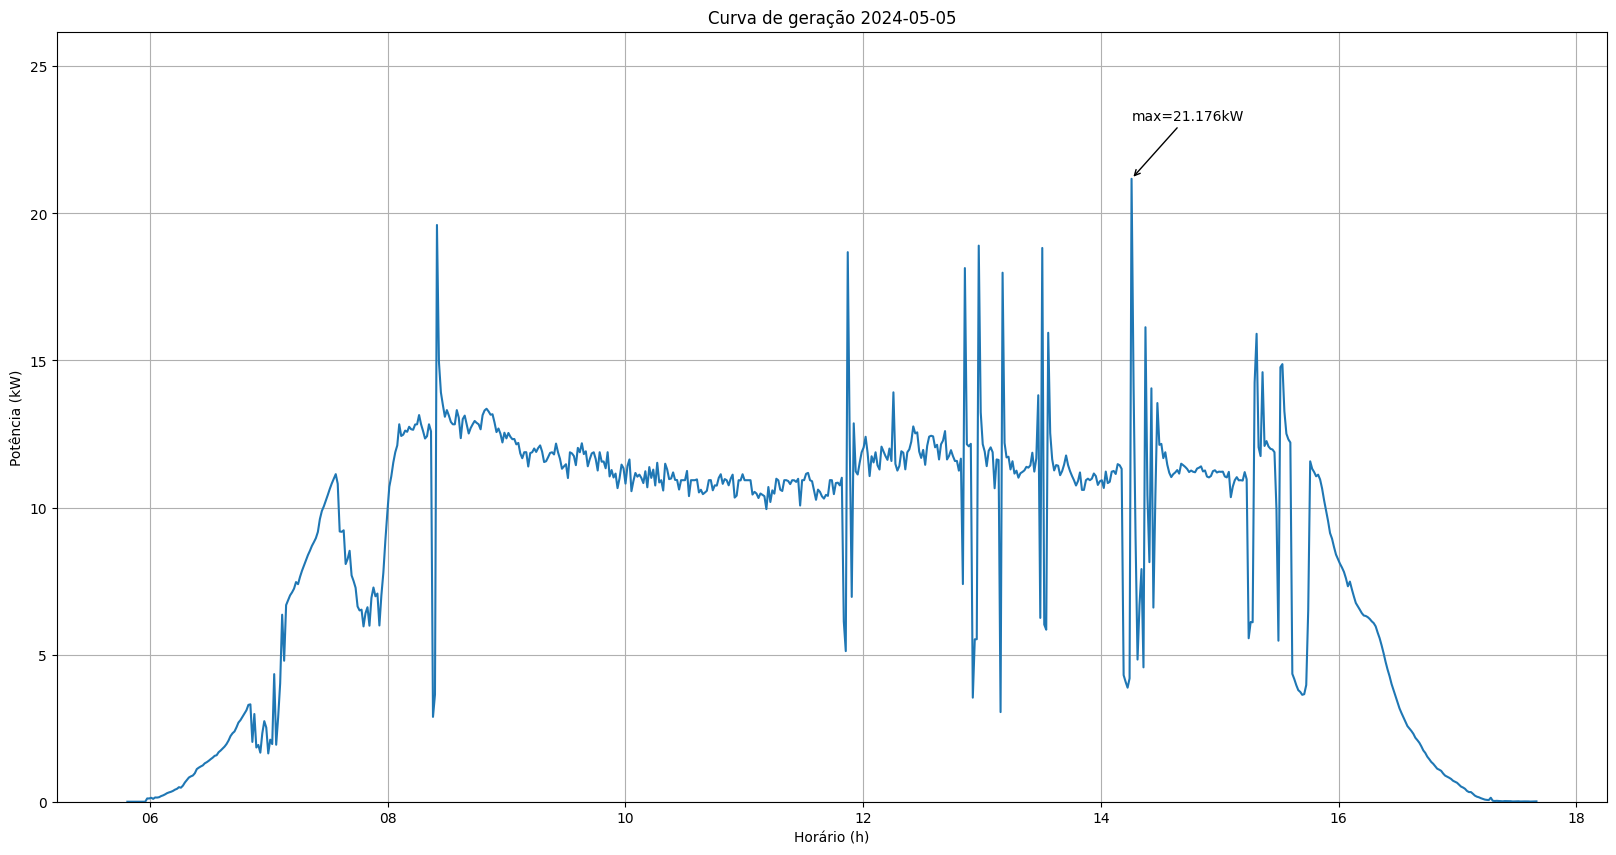 Curva de geração 2024-05-05
25
20
15
10
5
0
Potência (kW)
max=21.176kW
06 08 10 12 14 16 18
Horário (h)